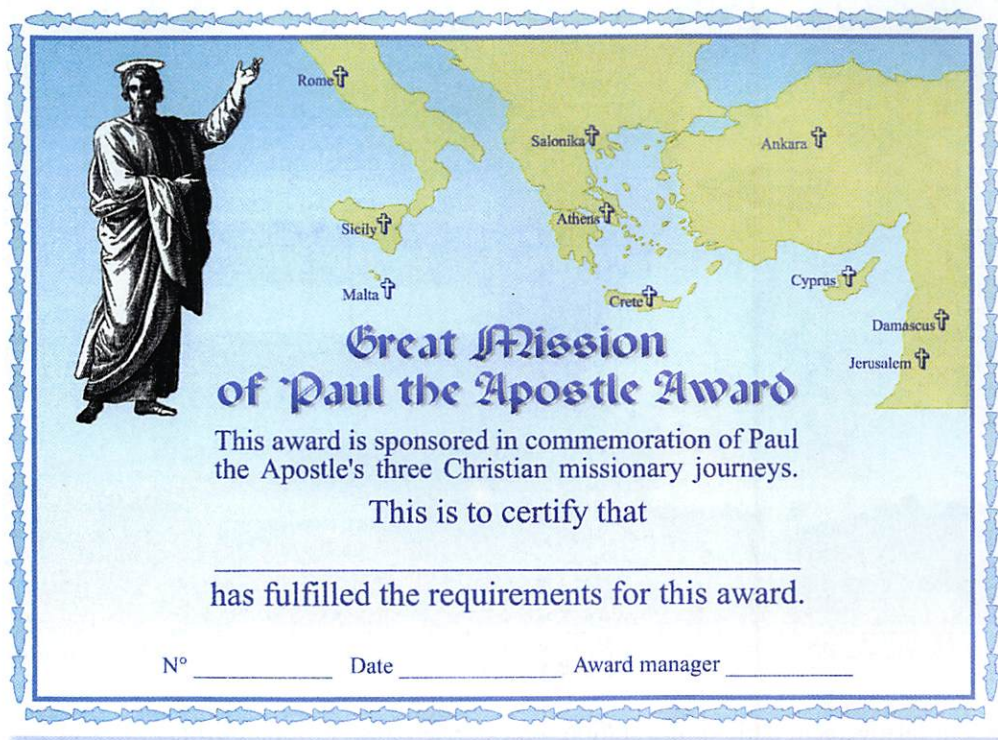 Rome
Salonika
Ankara
Sicily
Athens
Malta
Crete
Cyprus
Damascus
Jerusalem
Great Mission
of Paul the Apostle Award
This award is sponsored in commemoration of Paul
the Apostle's three Christian missionary journeys.
This is to certify that
has fulfilled the requirements for this award.
N° Date Award manager